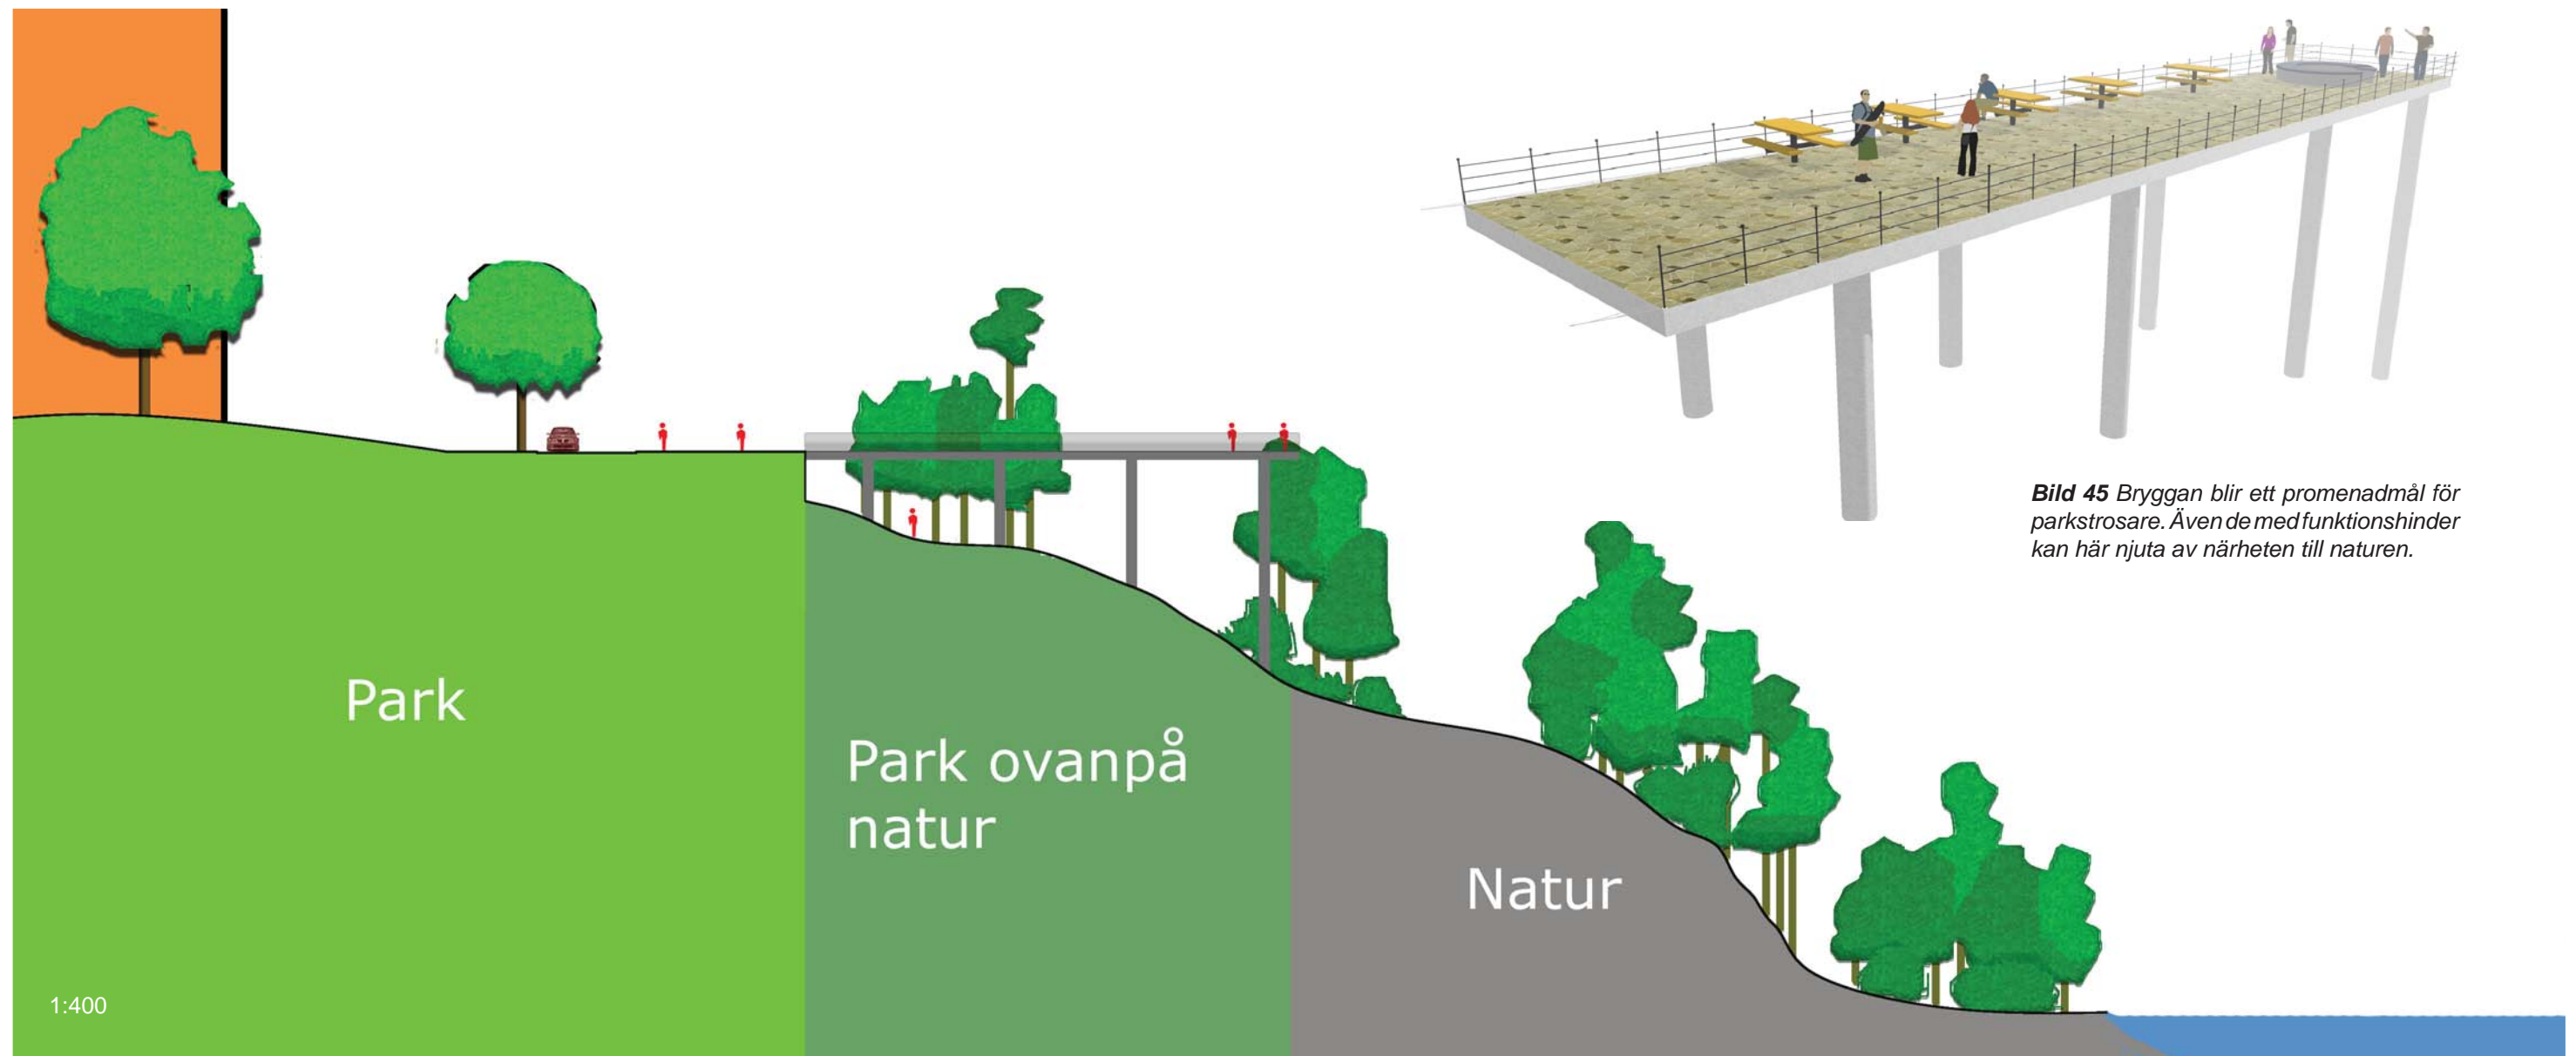 Bild 45 Bryggan blir ett promenadmål för
parkstrosare. Även de med funktionshinder
kan här njuta av närheten till naturen.
Park
Park ovanpå
natur
Natur
1:400